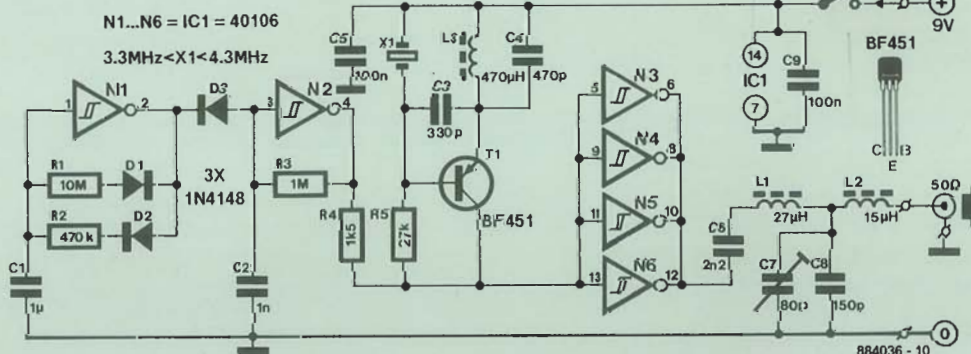 N1...N6 = IC1 = 40106
3.3MHz<X1<4.3MHz
C5
100n
X1
L3
470µH
C4
470p
C3
330p
9V
BF451
14
IC1
7
C9
100n
C
E
B
1
N1
2
D3
3
N2
4
R1
10M
D1
R2
470k
D2
3X
1N4148
R3
1M
R4
1k5
R5
27k
T1
BF451
C1
1µ
C2
1n
N3
5
6
N4
9
8
N5
11
10
N6
13
12
2n2
L1
27µH
L2
15µH
50Ω
C7
80p
C8
150p
0
884036 - 10